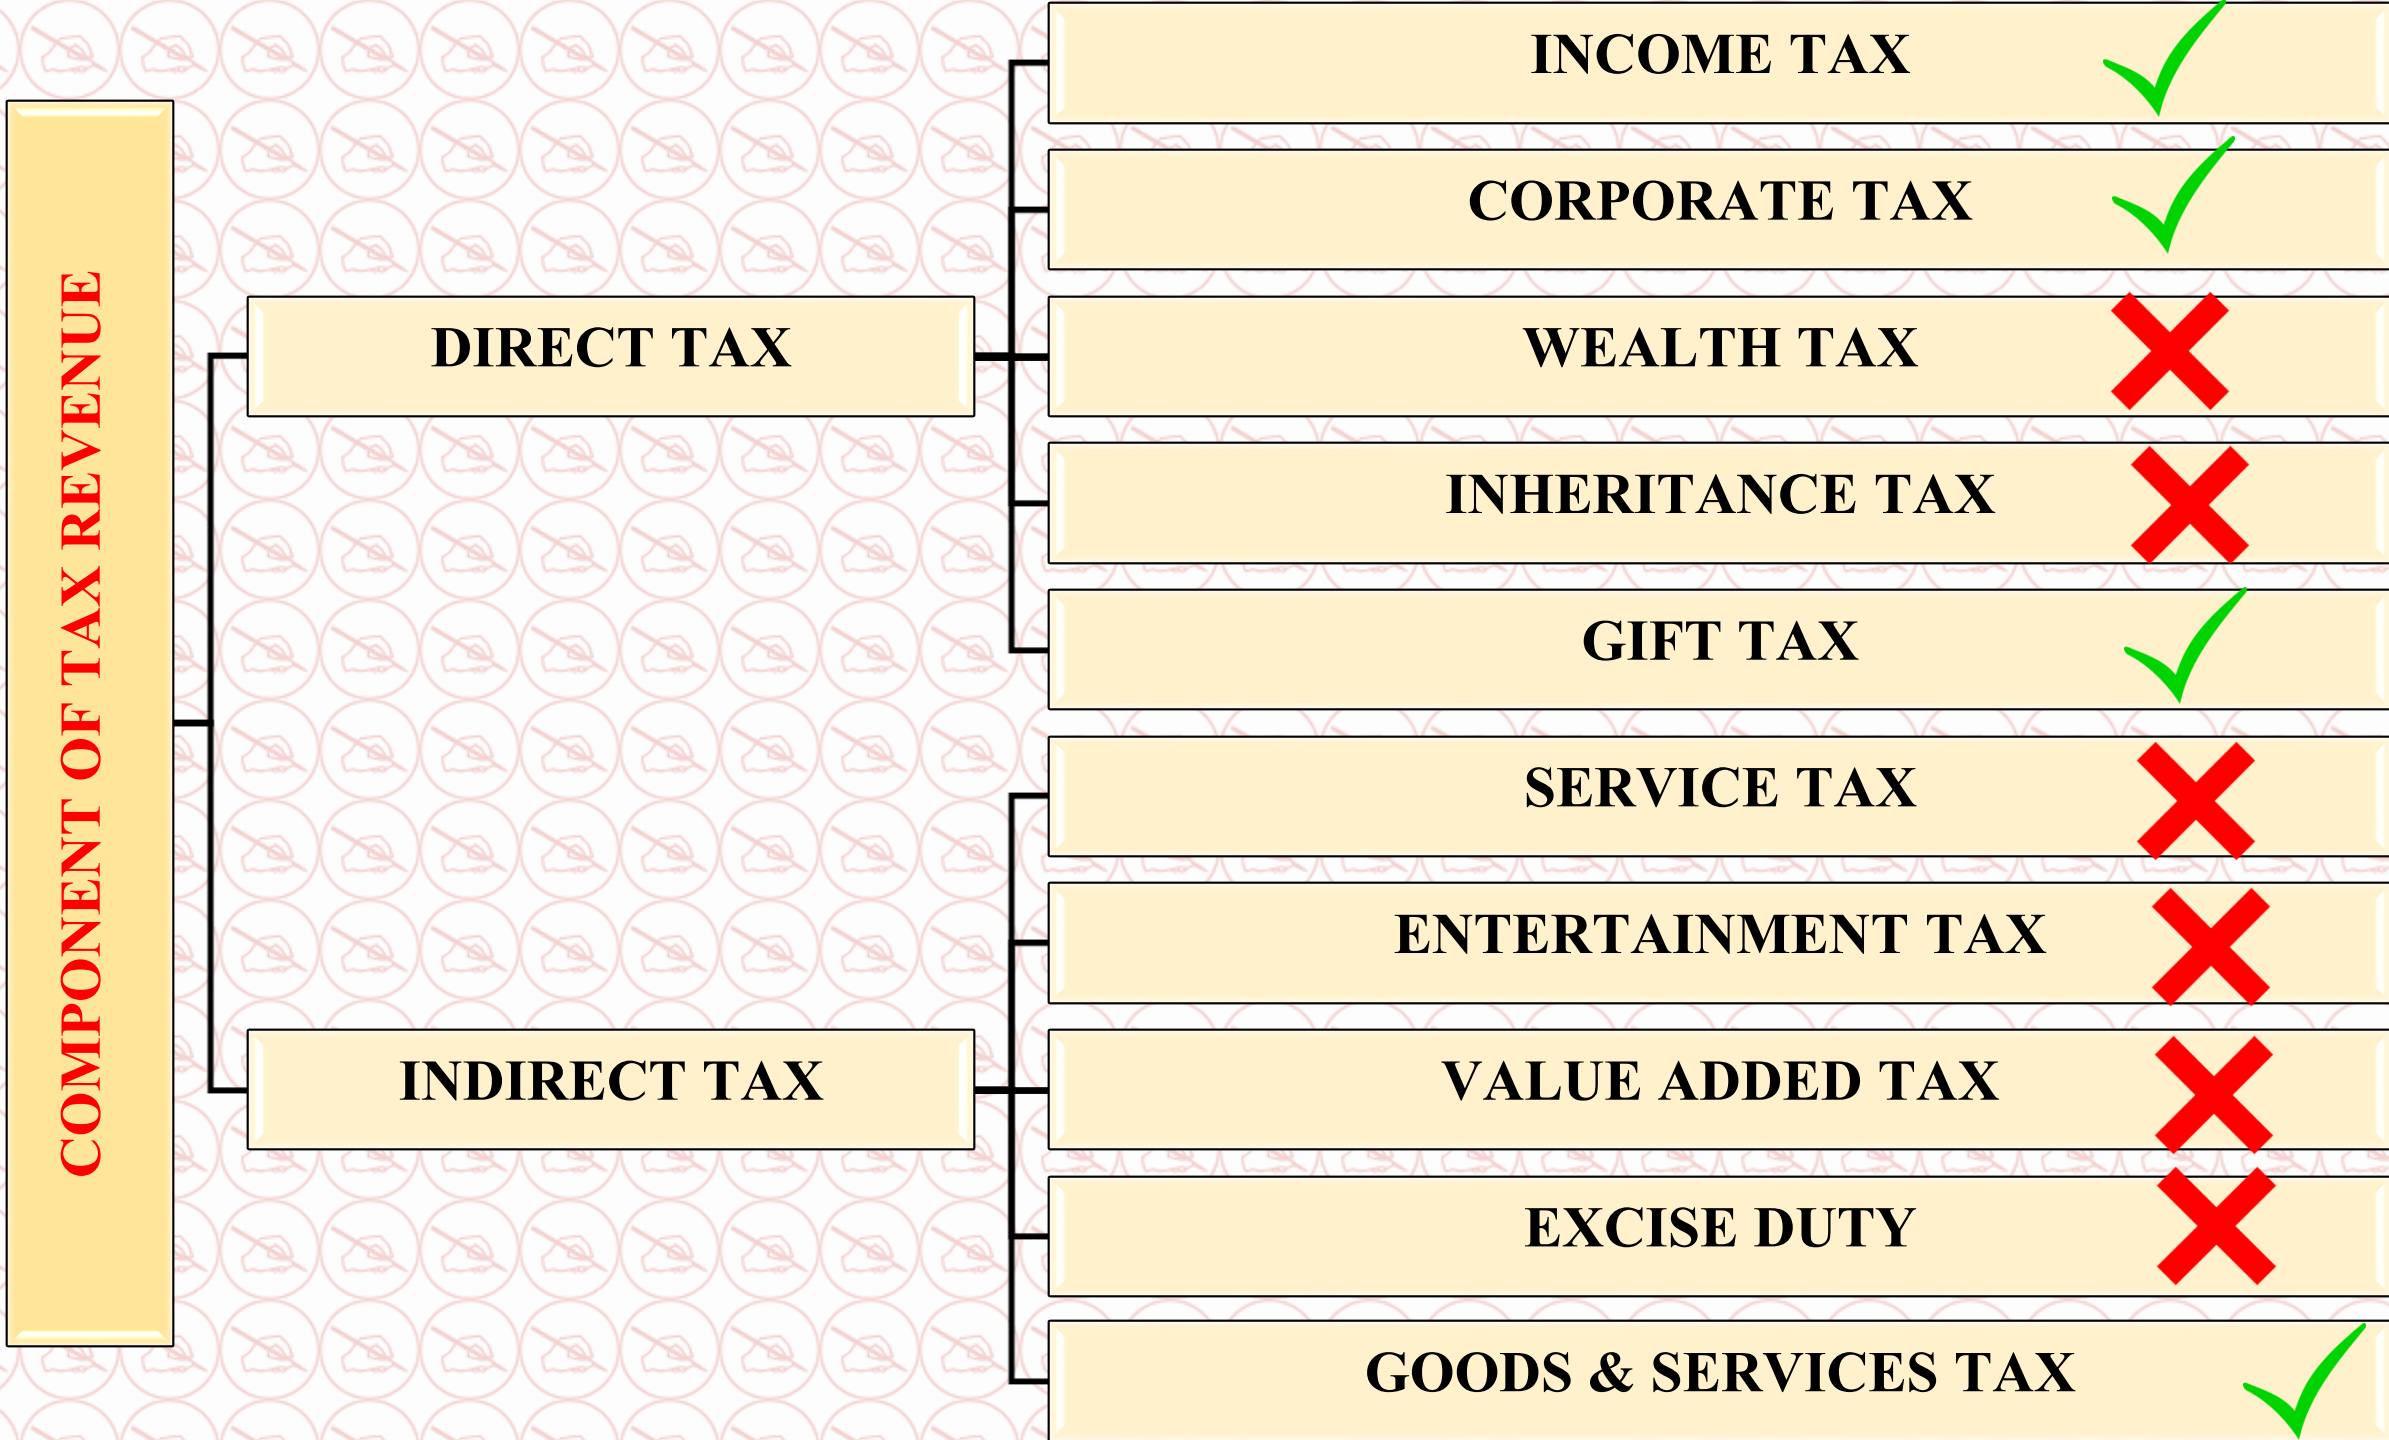 COMPONENT OF TAX REVENUE
DIRECT TAX
INCOME TAX
CORPORATE TAX
WEALTH TAX
INHERITANCE TAX
GIFT TAX
INDIRECT TAX
SERVICE TAX
ENTERTAINMENT TAX
VALUE ADDED TAX
EXCISE DUTY
GOODS & SERVICES TAX